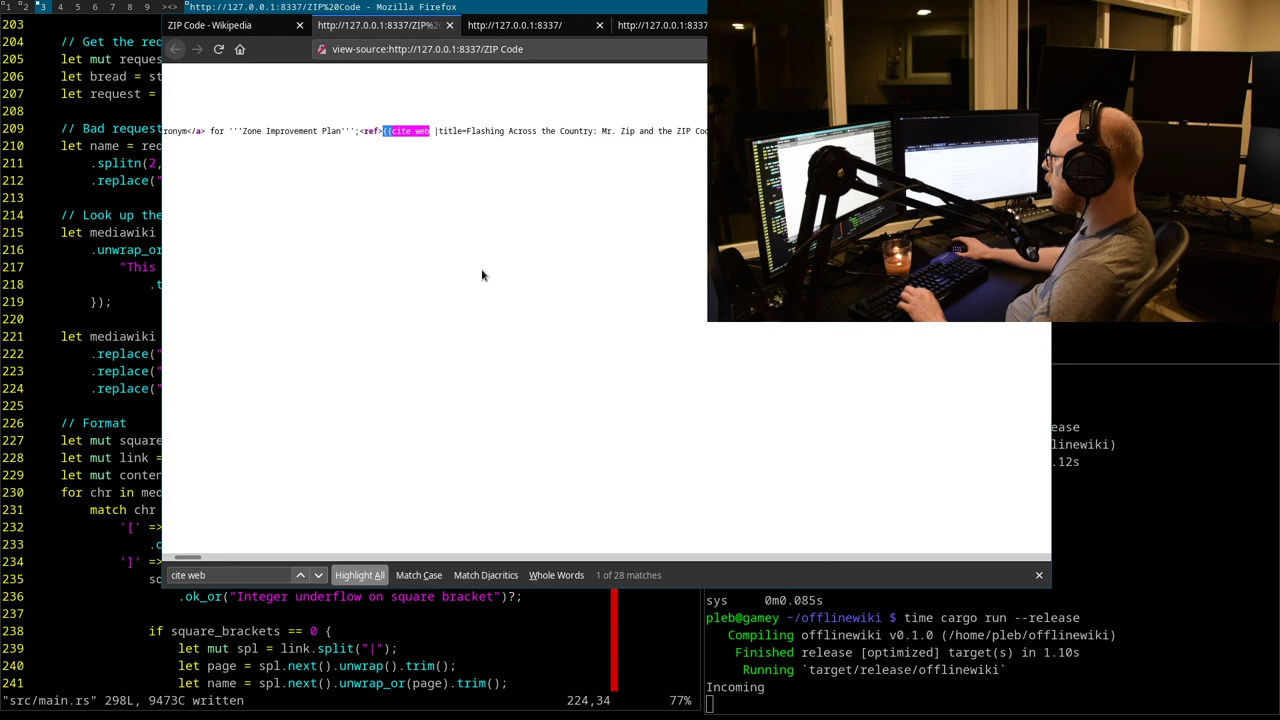 1 2 3 4 5 6 7 8 9 ><> http://127.0.0.1:8337/ZIP%20Code - Mozilla Firefox
ZIP Code - Wikipedia
http://127.0.0.1:8337/ZIP%20
http://127.0.0.1:8337/
http://127.0.0.1:8337
view-source:http://127.0.0.1:8337/ZIP Code
ronym</a> for '''Zone Improvement Plan''';<ref>{{cite web |title=Flashing Across the Country: Mr. Zip and the ZIP Coo
203
204 // Get the req
205 let mut reques
206 let bread = st
207 let request =
208
209 // Bad request
210 let name = req
211 .splitn(2,
212 .replace("
213
214 // Look up the
215 let mediawiki
216 .unwrap_or
217 "This
218 .t
219 });
220
221 let mediawiki
222 .replace("
223 .replace("
224 .replace("
225
226 // Format
227 let mut square
228 let mut link =
229 let mut conten
230 for chr in med
231 match chr
232 '[' =>
233 .c
234 ']' =>
235 sq
236 .ok_or("Integer underflow on square bracket")?;
237
238 if square_brackets == 0 {
239 let mut spl = link.split("|");
240 let page = spl.next().unwrap().trim();
241 let name = spl.next().unwrap_or(page).trim();
"src/main.rs" 298L, 9473C written 224,34 77%
cite web
Highlight All
Match Case
Match Diacritics
Whole Words
1 of 28 matches
ease
linewiki)
.12s
sys 0m0.085s
pleb@gamey ~/offlinewiki $ time cargo run --release
Compiling offlinewiki v0.1.0 (/home/pleb/offlinewiki)
Finished release [optimized] target(s) in 1.10s
Running `target/release/offlinewiki`
Incoming